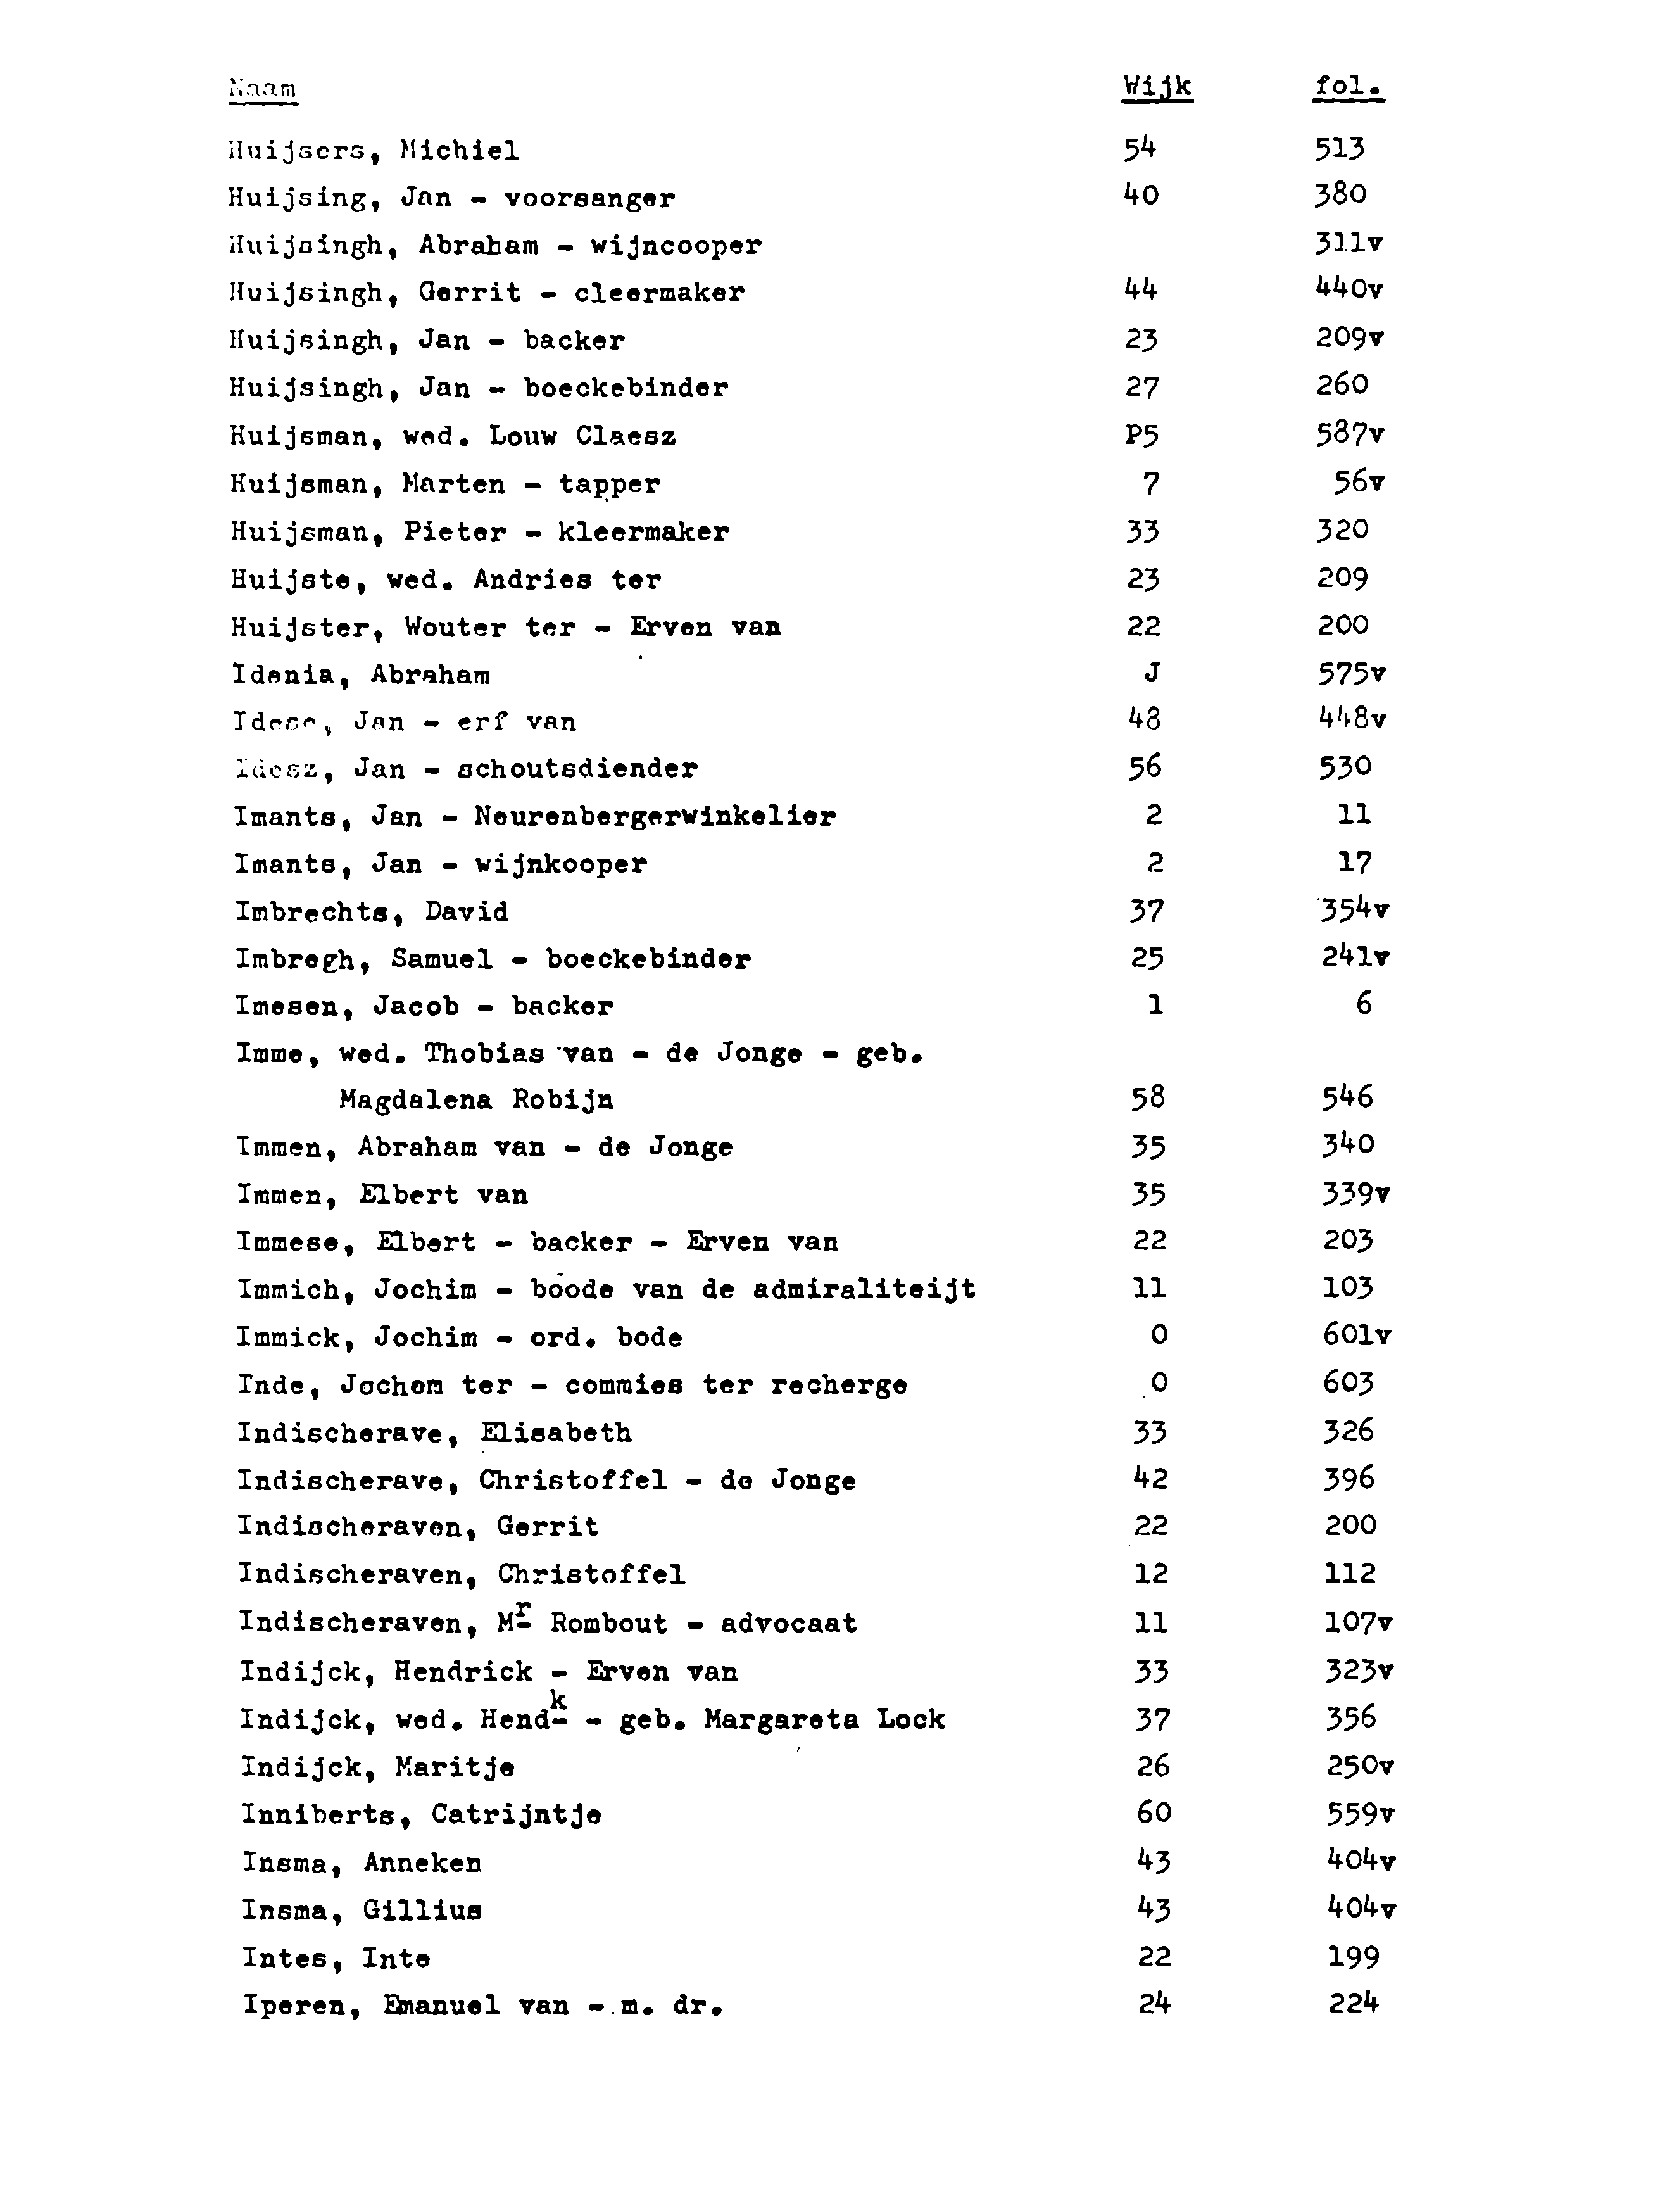 Naam Wijk fol.
Huijsers, Michiel 54 513
Huijsing, Jan - voorsanger 40 380
Huijsingh, Abraham - wijncooper 311v
Huijsingh, Gerrit - cleermaker 44 440v
Huijsingh, Jan - backer 23 209v
Huijsingh, Jan - boeckebinder 27 260
Huijsman, wed. Louw Claesz P5 587v
Huijsman, Marten - tapper 7 56v
Huijsman, Pieter - kleermaker 33 320
Huijste, wed. Andries ter 23 209
Huijster, Wouter ter - Erven van 22 200
Idenia, Abraham J 575v
Idese, Jan - erf van 48 448v
Idesz, Jan - schoutsdiender 56 530
Imants, Jan - Neurenbergerwinkelier 2 11
Imants, Jan - wijnkooper 2 17
Imbrechts, David 37 354v
Imbregh, Samuel - boeckebinder 25 241v
Imesen, Jacob - backer 1 6
Imme, wed. Thobias van - de Jonge - geb.
Magdalena Robijn 58 546
Immen, Abraham van - de Jonge 35 340
Immen, Elbert van 35 339v
Immese, Elbert - backer - Erven van 22 203
Immich, Jochim - boode van de admiraliteijt 11 103
Immick, Jochim - ord. bode O 601v
Inde, Jochem ter - commies ter recherge O 603
Indischerave, Elisabeth 33 326
Indischerave, Christoffel - de Jonge 42 396
Indischeraven, Gerrit 22 200
Indischeraven, Christoffel 12 112
Indischeraven, Mr Rombout - advocaat 11 107v
Indijck, Hendrick - Erven van 33 323v
Indijck, wed. Hendk - geb. Margareta Lock 37 356
Indijck, Maritje 26 250v
Inniberts, Catrijntje 60 559v
Insma, Anneken 43 404v
Insma, Gillius 43 404v
Intes, Inte 22 199
Iperen, Emanuel van - m. dr. 24 224